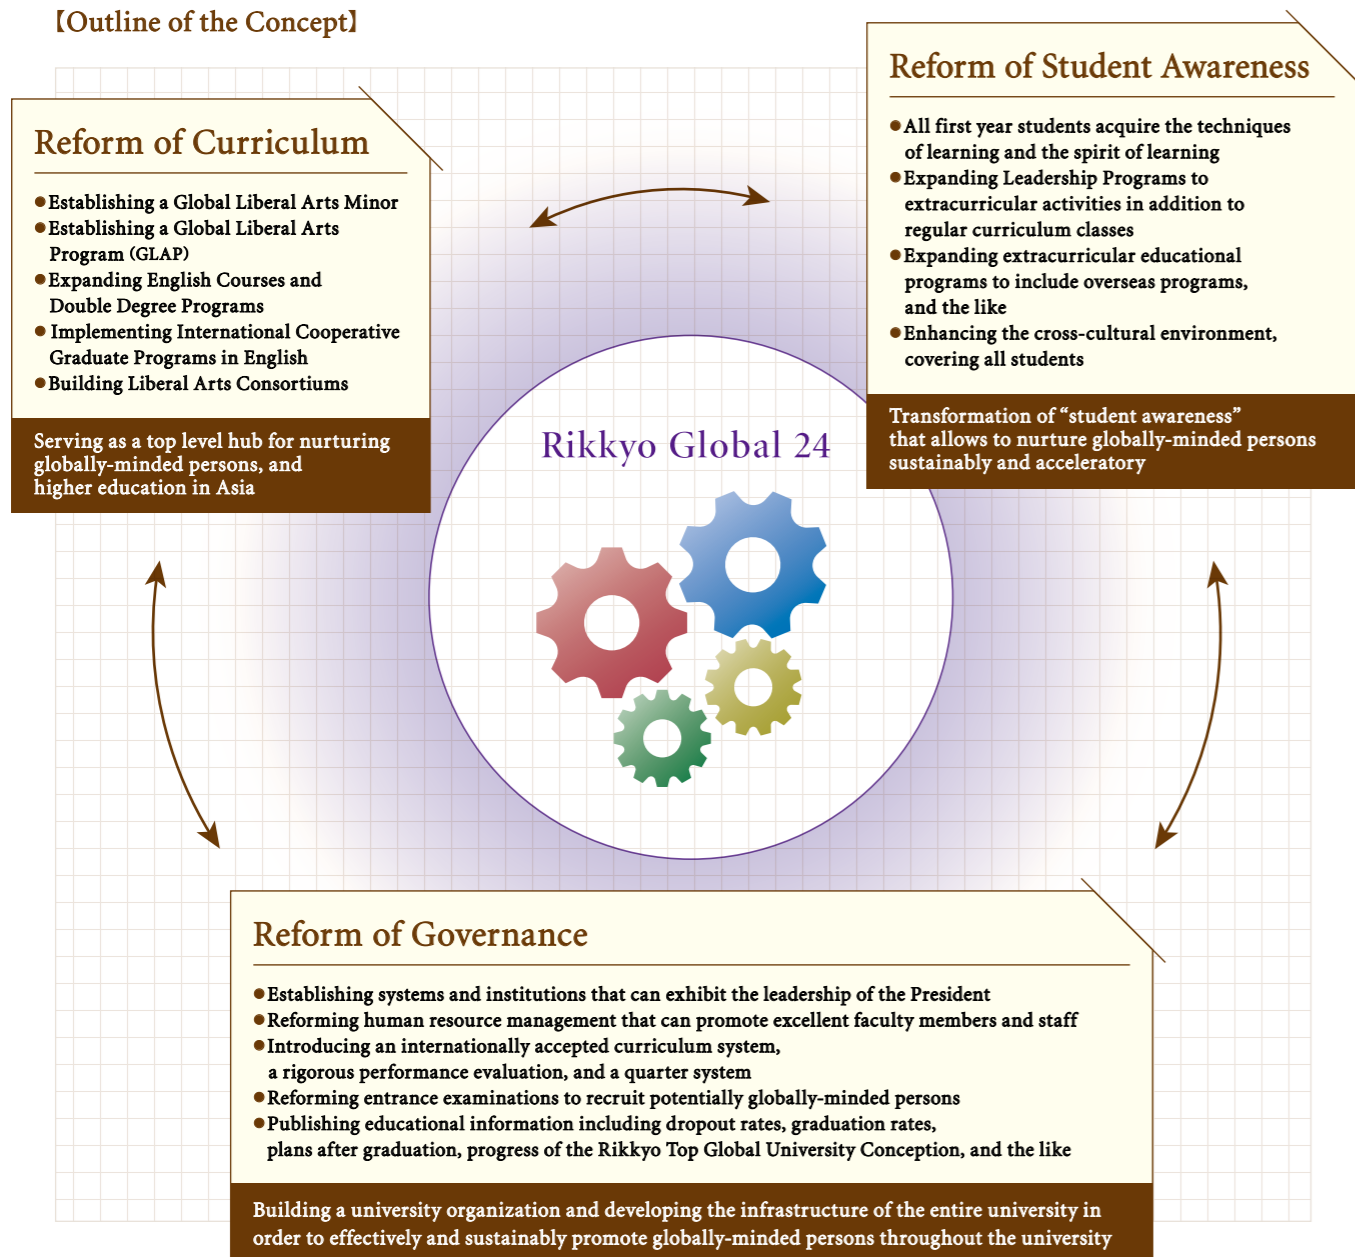 【Outline of the Concept】
Reform of Curriculum
●Establishing a Global Liberal Arts Minor
●Establishing a Global Liberal Arts
Program (GLAP)
●Expanding English Courses and
Double Degree Programs
●Implementing International Cooperative
Graduate Programs in English
●Building Liberal Arts Consortiums
Serving as a top level hub for nurturing
globally-minded persons, and
higher education in Asia
Reform of Student Awareness
●All first year students acquire the techniques
of learning and the spirit of learning
●Expanding Leadership Programs to
extracurricular activities in addition to
regular curriculum classes
●Expanding extracurricular educational
programs to include overseas programs,
and the like
●Enhancing the cross-cultural environment,
covering all students
Transformation of “student awareness”
that allows to nurture globally-minded persons
sustainably and acceleratory
Rikkyo Global 24
Reform of Governance
●Establishing systems and institutions that can exhibit the leadership of the President
●Reforming human resource management that can promote excellent faculty members and staff
●Introducing an internationally accepted curriculum system,
a rigorous performance evaluation, and a quarter system
●Reforming entrance examinations to recruit potentially globally-minded persons
●Publishing educational information including dropout rates, graduation rates,
plans after graduation, progress of the Rikkyo Top Global University Conception, and the like
Building a university organization and developing the infrastructure of the entire university in
order to effectively and sustainably promote globally-minded persons throughout the university